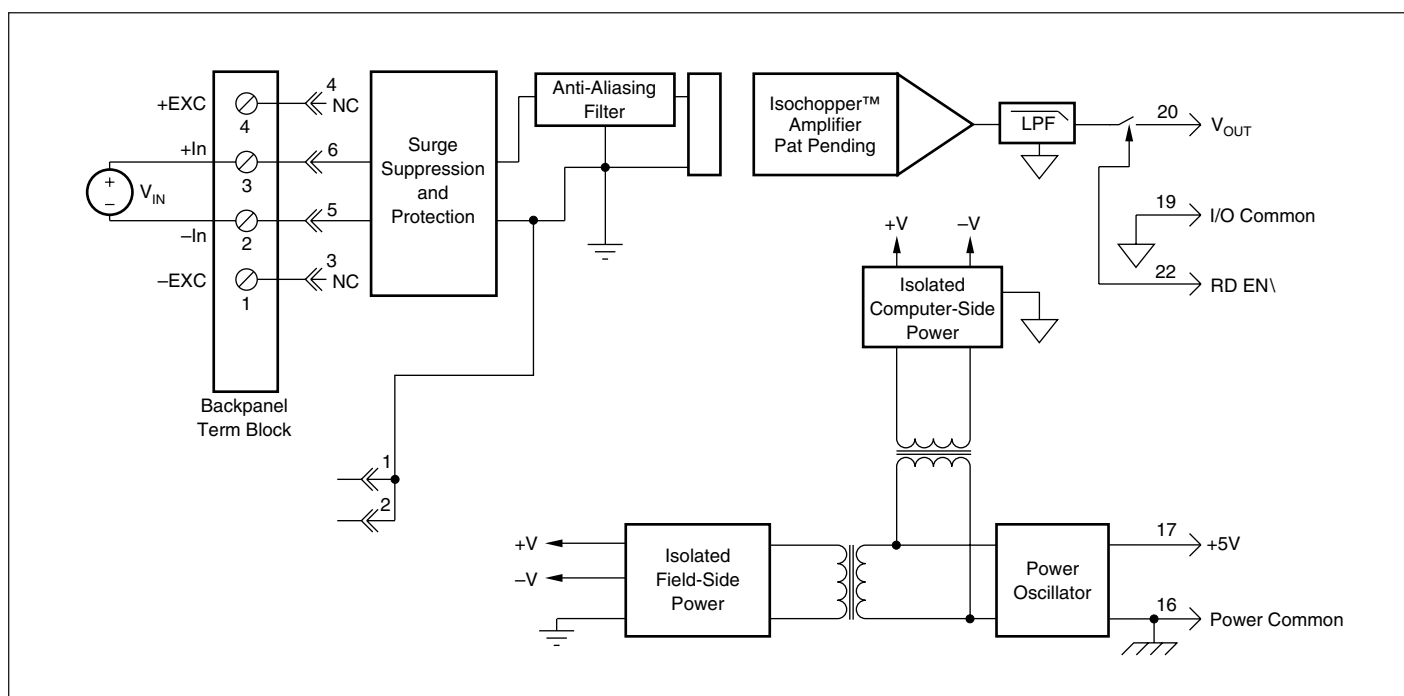 +EXC
4
4
NC
+In
3
6
+
–
V_IN
–In
2
5
–EXC
1
3
NC
Backpanel
Term Block
Surge
Suppression
and
Protection
Anti-Aliasing
Filter
Isochopper™
Amplifier
Pat Pending
LPF
20
V_OUT
19
I/O Common
22
RD EN\
+V
–V
Isolated
Computer-Side
Power
1
2
+V
–V
Isolated
Field-Side
Power
Power
Oscillator
17
+5V
16
Power Common